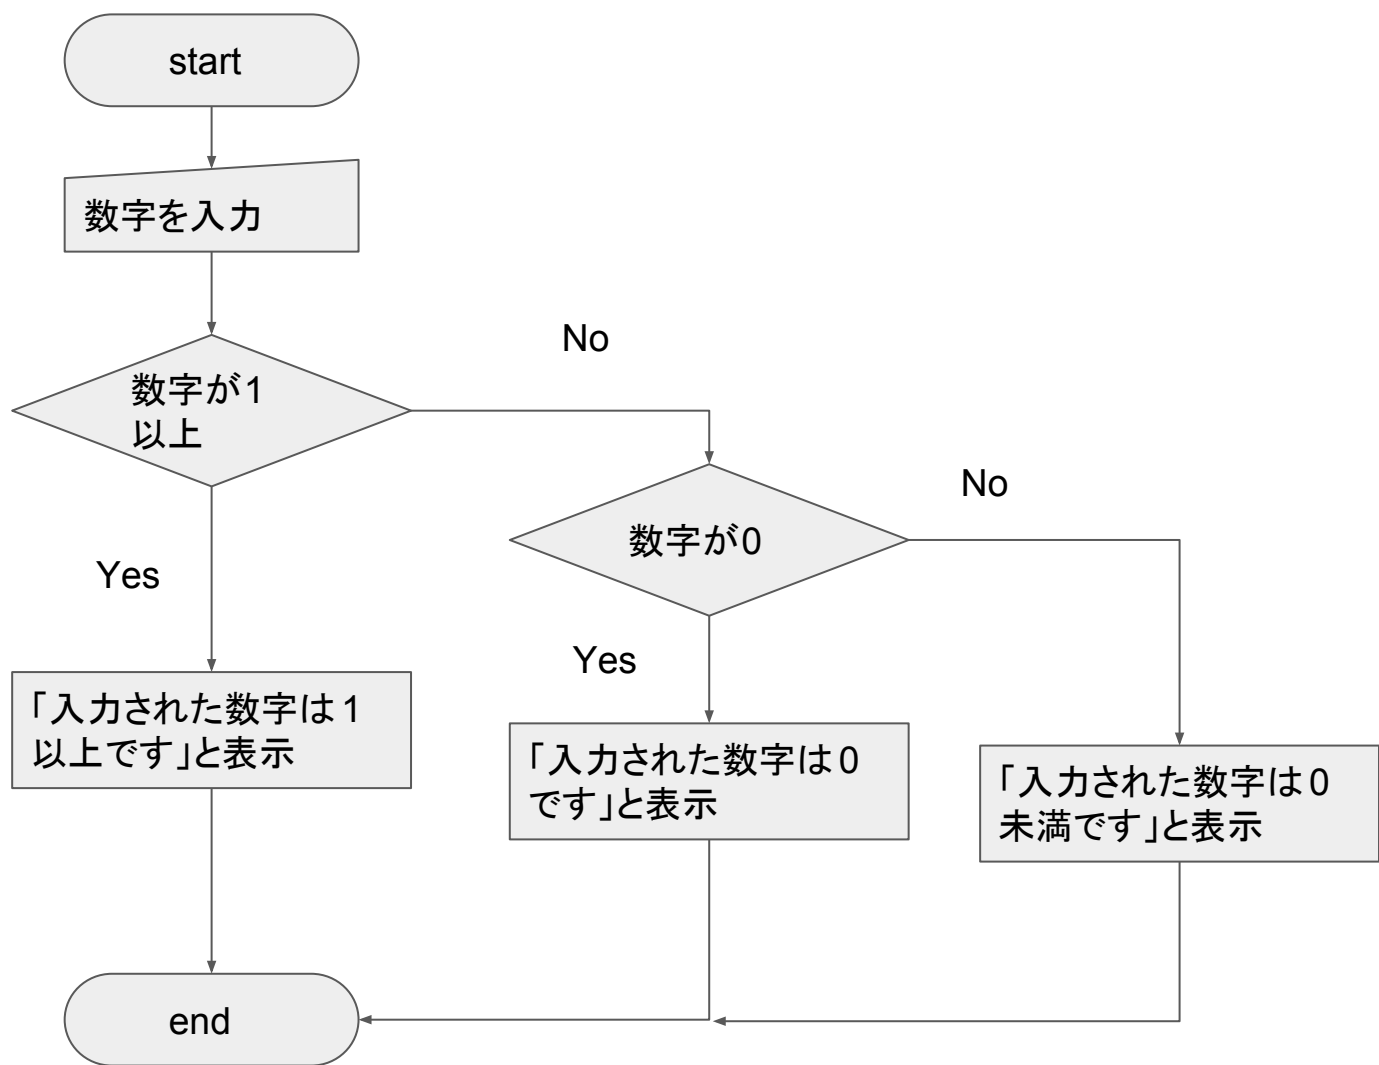 start
数字を入力
No
数字が1
以上
No
数字が0
Yes
Yes
「入力された数字は1
以上です」と表示
「入力された数字は0
です」と表示
「入力された数字は0
未満です」と表示
end